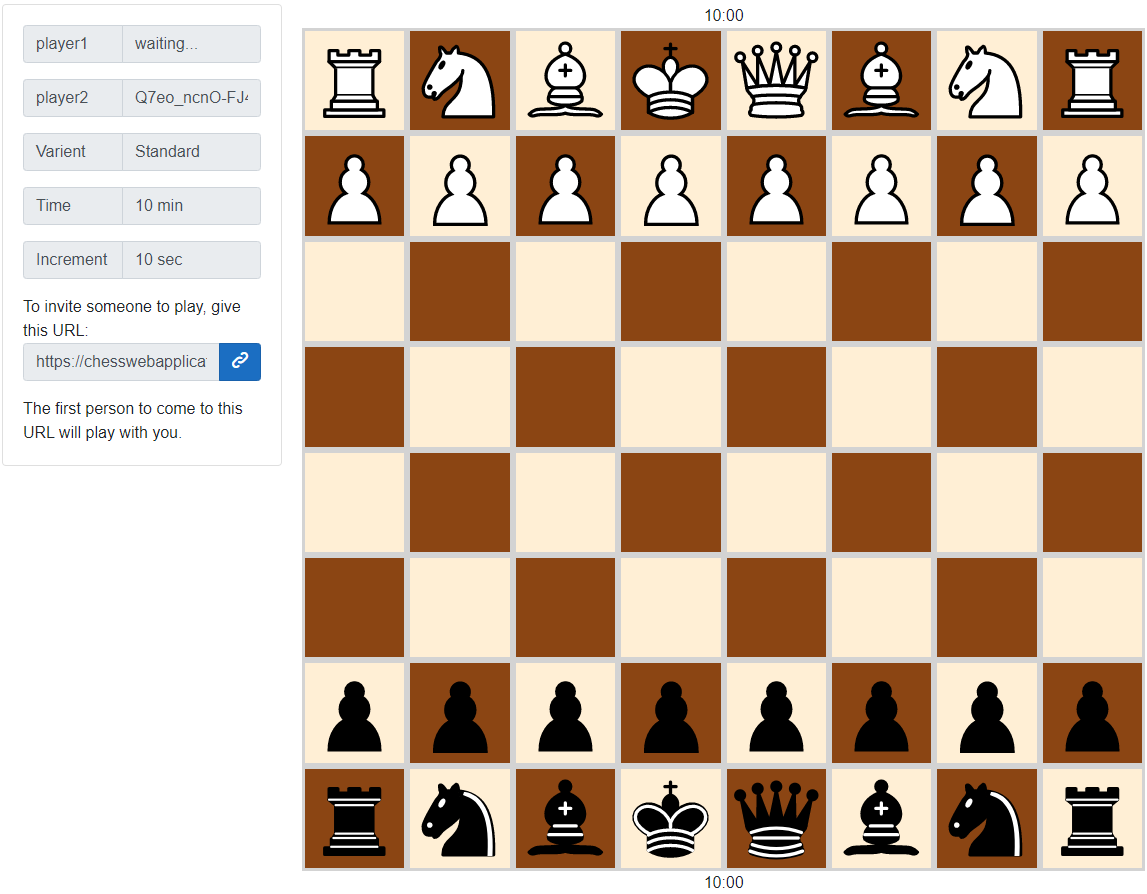 10:00
player1 waiting...
player2 Q7eo_ncnO-FJ
Varient Standard
Time 10 min
Increment 10 sec
To invite someone to play, give
this URL:
https://chesswebapplica
The first person to come to this
URL will play with you.
10:00